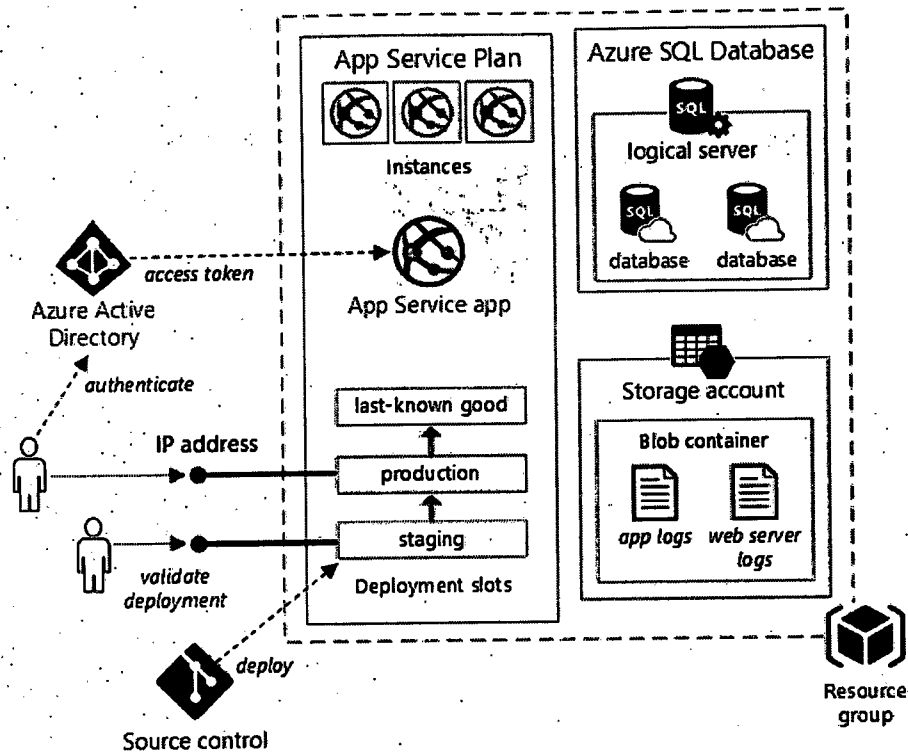 App Service Plan
Instances
App Service app
last-known good
production
staging
Deployment slots
Azure SQL Database
SQL
logical server
SQL
SQL
database
database
Storage account
Blob container
app logs
web server
logs
Resource
group
access token
Azure Active
Directory
authenticate
IP address
validate
deployment
deploy
Source control